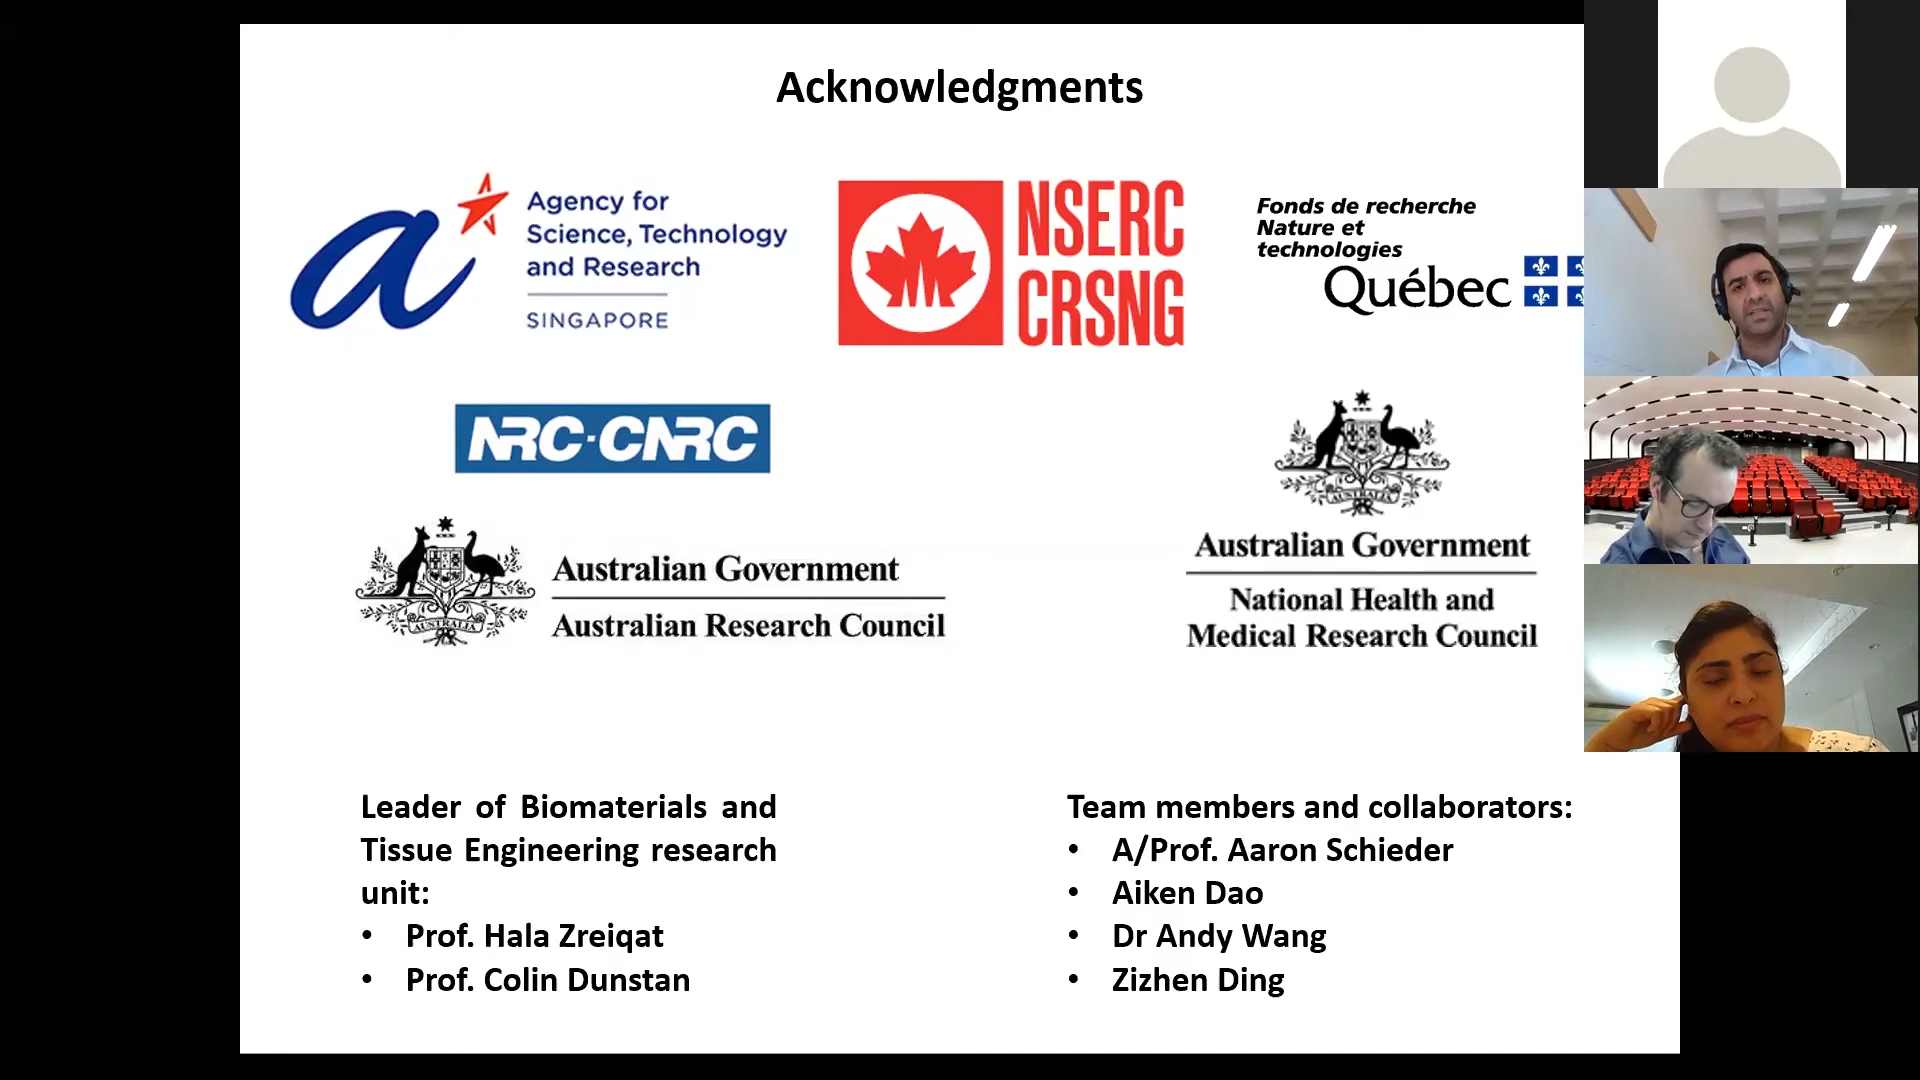 Acknowledgments
Agency for
Science, Technology
and Research
SINGAPORE
NSERC
CRSNG
Fonds de recherche
Nature et
technologies
Québec
NRC·CNRC
AUSTRALIA
Australian Government
National Health and
Medical Research Council
AUSTRALIA
Australian Government
Australian Research Council
Leader of Biomaterials and
Tissue Engineering research
unit:
• Prof. Hala Zreiqat
• Prof. Colin Dunstan
Team members and collaborators:
• A/Prof. Aaron Schieder
• Aiken Dao
• Dr Andy Wang
• Zizhen Ding